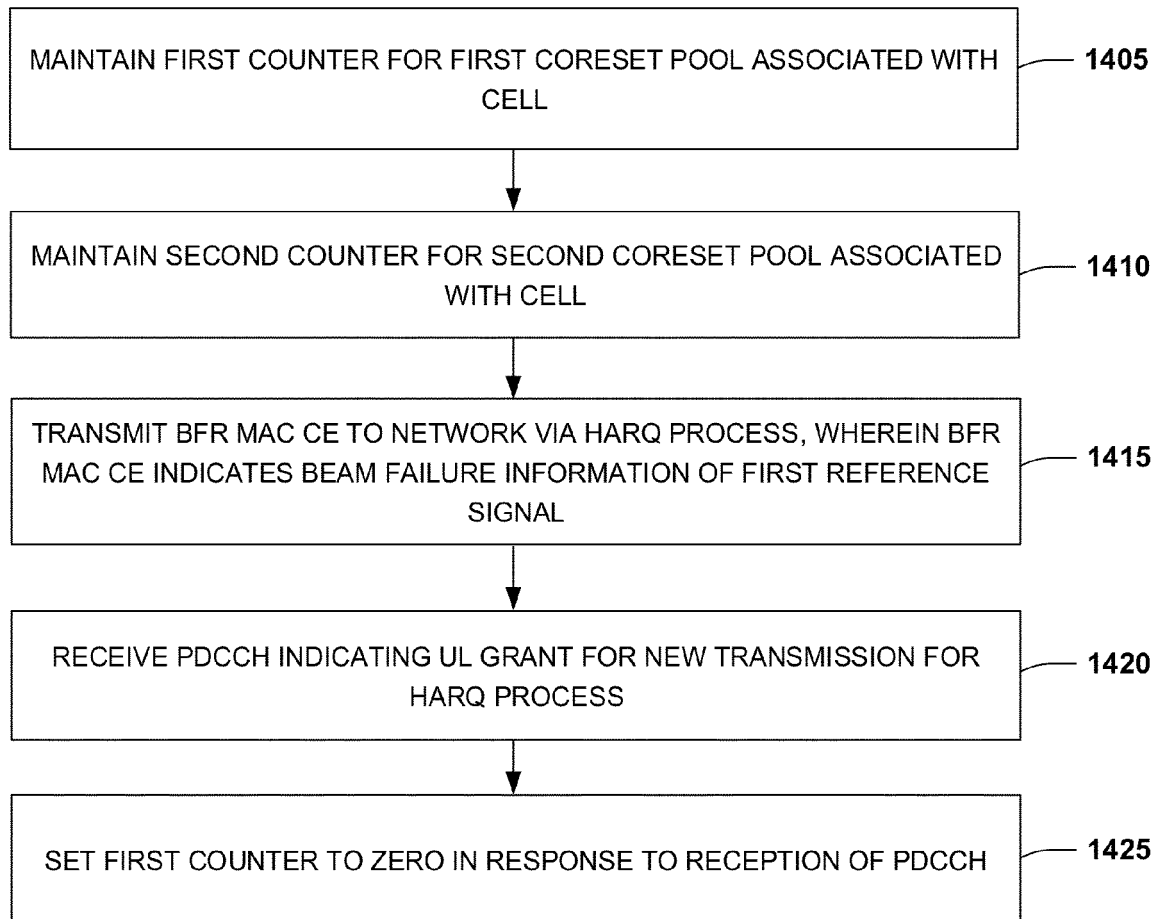 MAINTAIN FIRST COUNTER FOR FIRST CORESET POOL ASSOCIATED WITH
CELL
1405
MAINTAIN SECOND COUNTER FOR SECOND CORESET POOL ASSOCIATED
WITH CELL
1410
TRANSMIT BFR MAC CE TO NETWORK VIA HARQ PROCESS, WHEREIN BFR
MAC CE INDICATES BEAM FAILURE INFORMATION OF FIRST REFERENCE
SIGNAL
1415
RECEIVE PDCCH INDICATING UL GRANT FOR NEW TRANSMISSION FOR
HARQ PROCESS
1420
SET FIRST COUNTER TO ZERO IN RESPONSE TO RECEPTION OF PDCCH
1425